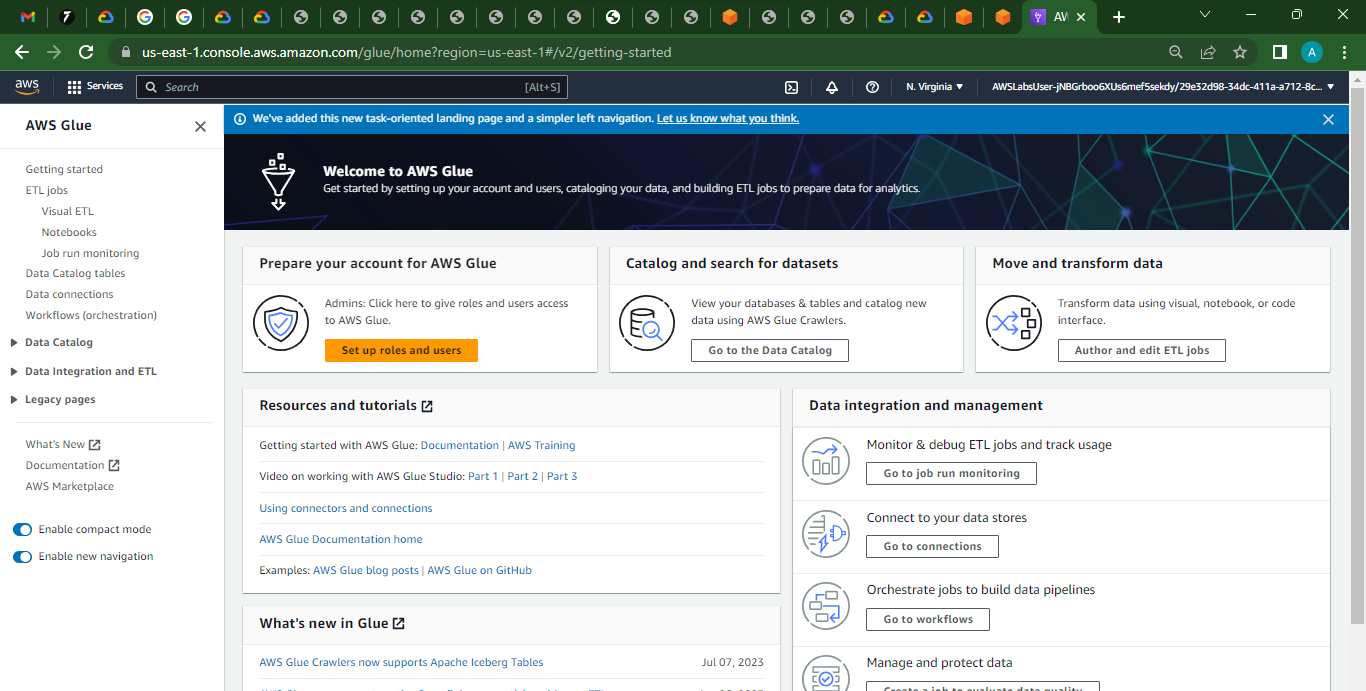 AW
us-east-1.console.aws.amazon.com/glue/home?region=us-east-1#/v2/getting-started
A
aws
Services
Search
[Alt+S]
N. Virginia
AWSLabsUser-jNBGrboo6XUs6mef5sekdy/29e32d98-34dc-411a-a712-8c...
AWS Glue
Getting started
ETL jobs
Visual ETL
Notebooks
Job run monitoring
Data Catalog tables
Data connections
Workflows (orchestration)
Data Catalog
Data Integration and ETL
Legacy pages
What's New
Documentation
AWS Marketplace
Enable compact mode
Enable new navigation
We've added this new task-oriented landing page and a simpler left navigation. Let us know what you think.
Welcome to AWS Glue
Get started by setting up your account and users, cataloging your data, and building ETL jobs to prepare data for analytics.
Prepare your account for AWS Glue
Admins: Click here to give roles and users access
to AWS Glue.
Set up roles and users
Catalog and search for datasets
View your databases & tables and catalog new
data using AWS Glue Crawlers.
Go to the Data Catalog
Move and transform data
Transform data using visual, notebook, or code
interface.
Author and edit ETL jobs
Resources and tutorials
Getting started with AWS Glue: Documentation | AWS Training
Video on working with AWS Glue Studio: Part 1 | Part 2 | Part 3
Using connectors and connections
AWS Glue Documentation home
Examples: AWS Glue blog posts | AWS Glue on GitHub
What's new in Glue
AWS Glue Crawlers now supports Apache Iceberg Tables
Jul 07, 2023
Data integration and management
Monitor & debug ETL jobs and track usage
Go to job run monitoring
Connect to your data stores
Go to connections
Orchestrate jobs to build data pipelines
Go to workflows
Manage and protect data
Create a job to evaluate data quality